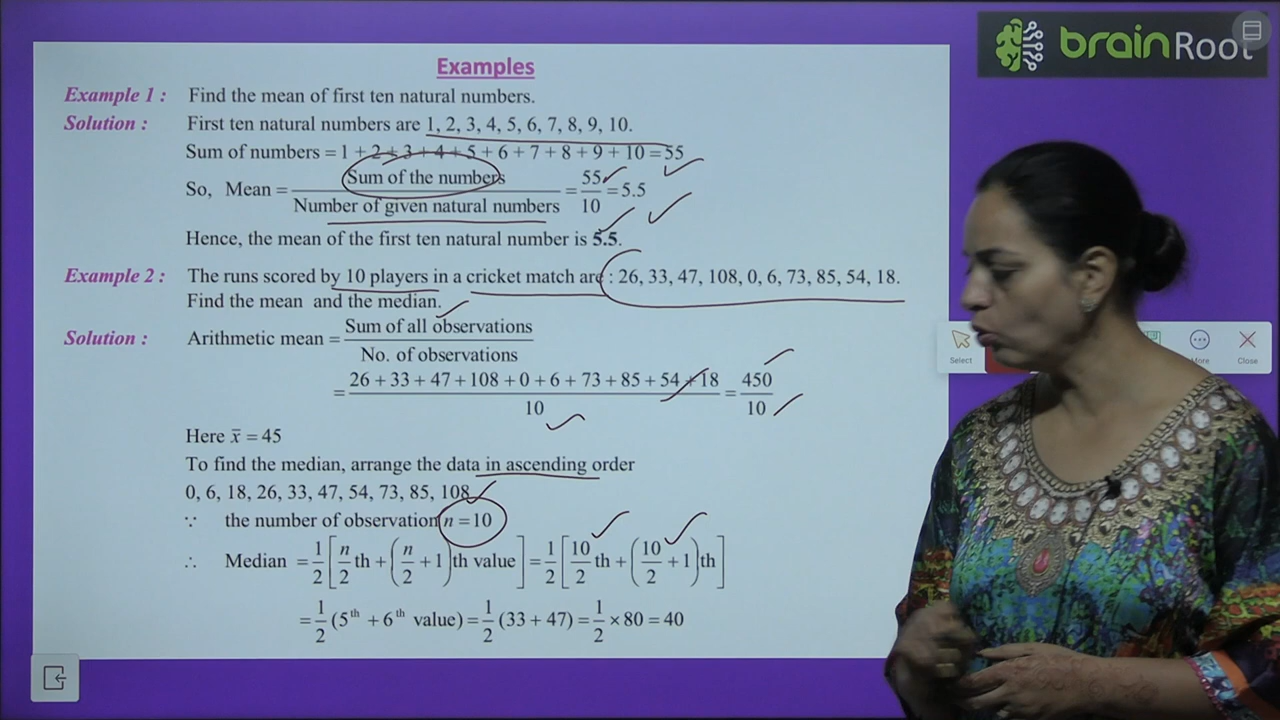 brainRoot
Examples
Example 1 : Find the mean of first ten natural numbers.
Solution : First ten natural numbers are 1, 2, 3, 4, 5, 6, 7, 8, 9, 10.
Sum of numbers = 1 + 2 + 3 + 4 + 5 + 6 + 7 + 8 + 9 + 10 = 55
So, Mean = Sum of the numbers / Number of given natural numbers = 55/10 = 5.5
Hence, the mean of the first ten natural number is 5.5.
Example 2 : The runs scored by 10 players in a cricket match are : 26, 33, 47, 108, 0, 6, 73, 85, 54, 18.
Find the mean and the median.
Solution : Arithmetic mean = Sum of all observations / No. of observations
= 26 + 33 + 47 + 108 + 0 + 6 + 73 + 85 + 54 + 18 / 10 = 450/10
Here x̄ = 45
To find the median, arrange the data in ascending order
0, 6, 18, 26, 33, 47, 54, 73, 85, 108
∵ the number of observation n = 10
∴ Median = 1/2 [n/2 th + (n/2 + 1) th value] = 1/2 [10/2 th + (10/2 + 1) th]
= 1/2 (5th + 6th value) = 1/2 (33 + 47) = 1/2 × 80 = 40
Select
More
Close